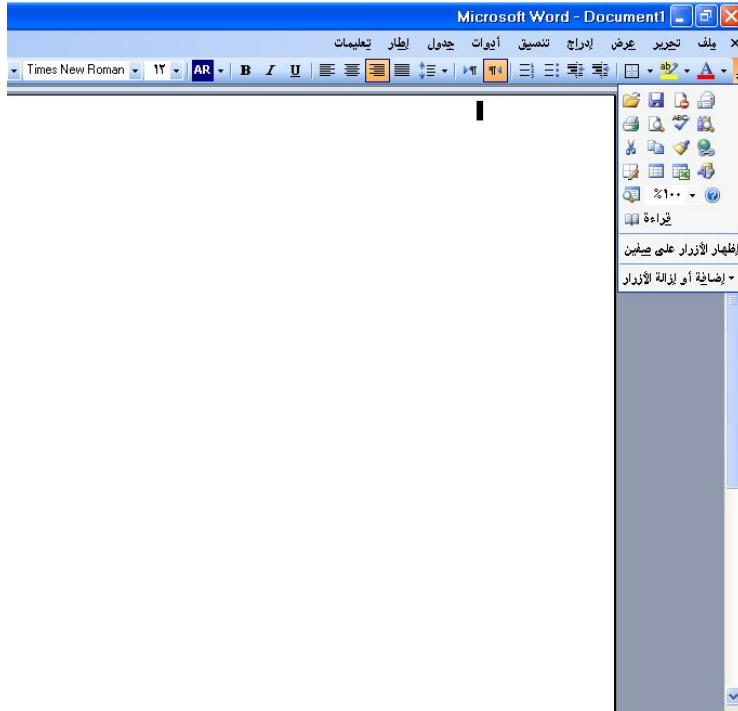 Microsoft Word - Document1
ملف تحرير عرض إدراج تنسيق أدوات جدول إطار تعليمات
Times New Roman ١٢ AR B I U
ABC
%١٠٠
قراءة
إظهار الأزرار على صفين
إضافة أو إزالة الأزرار